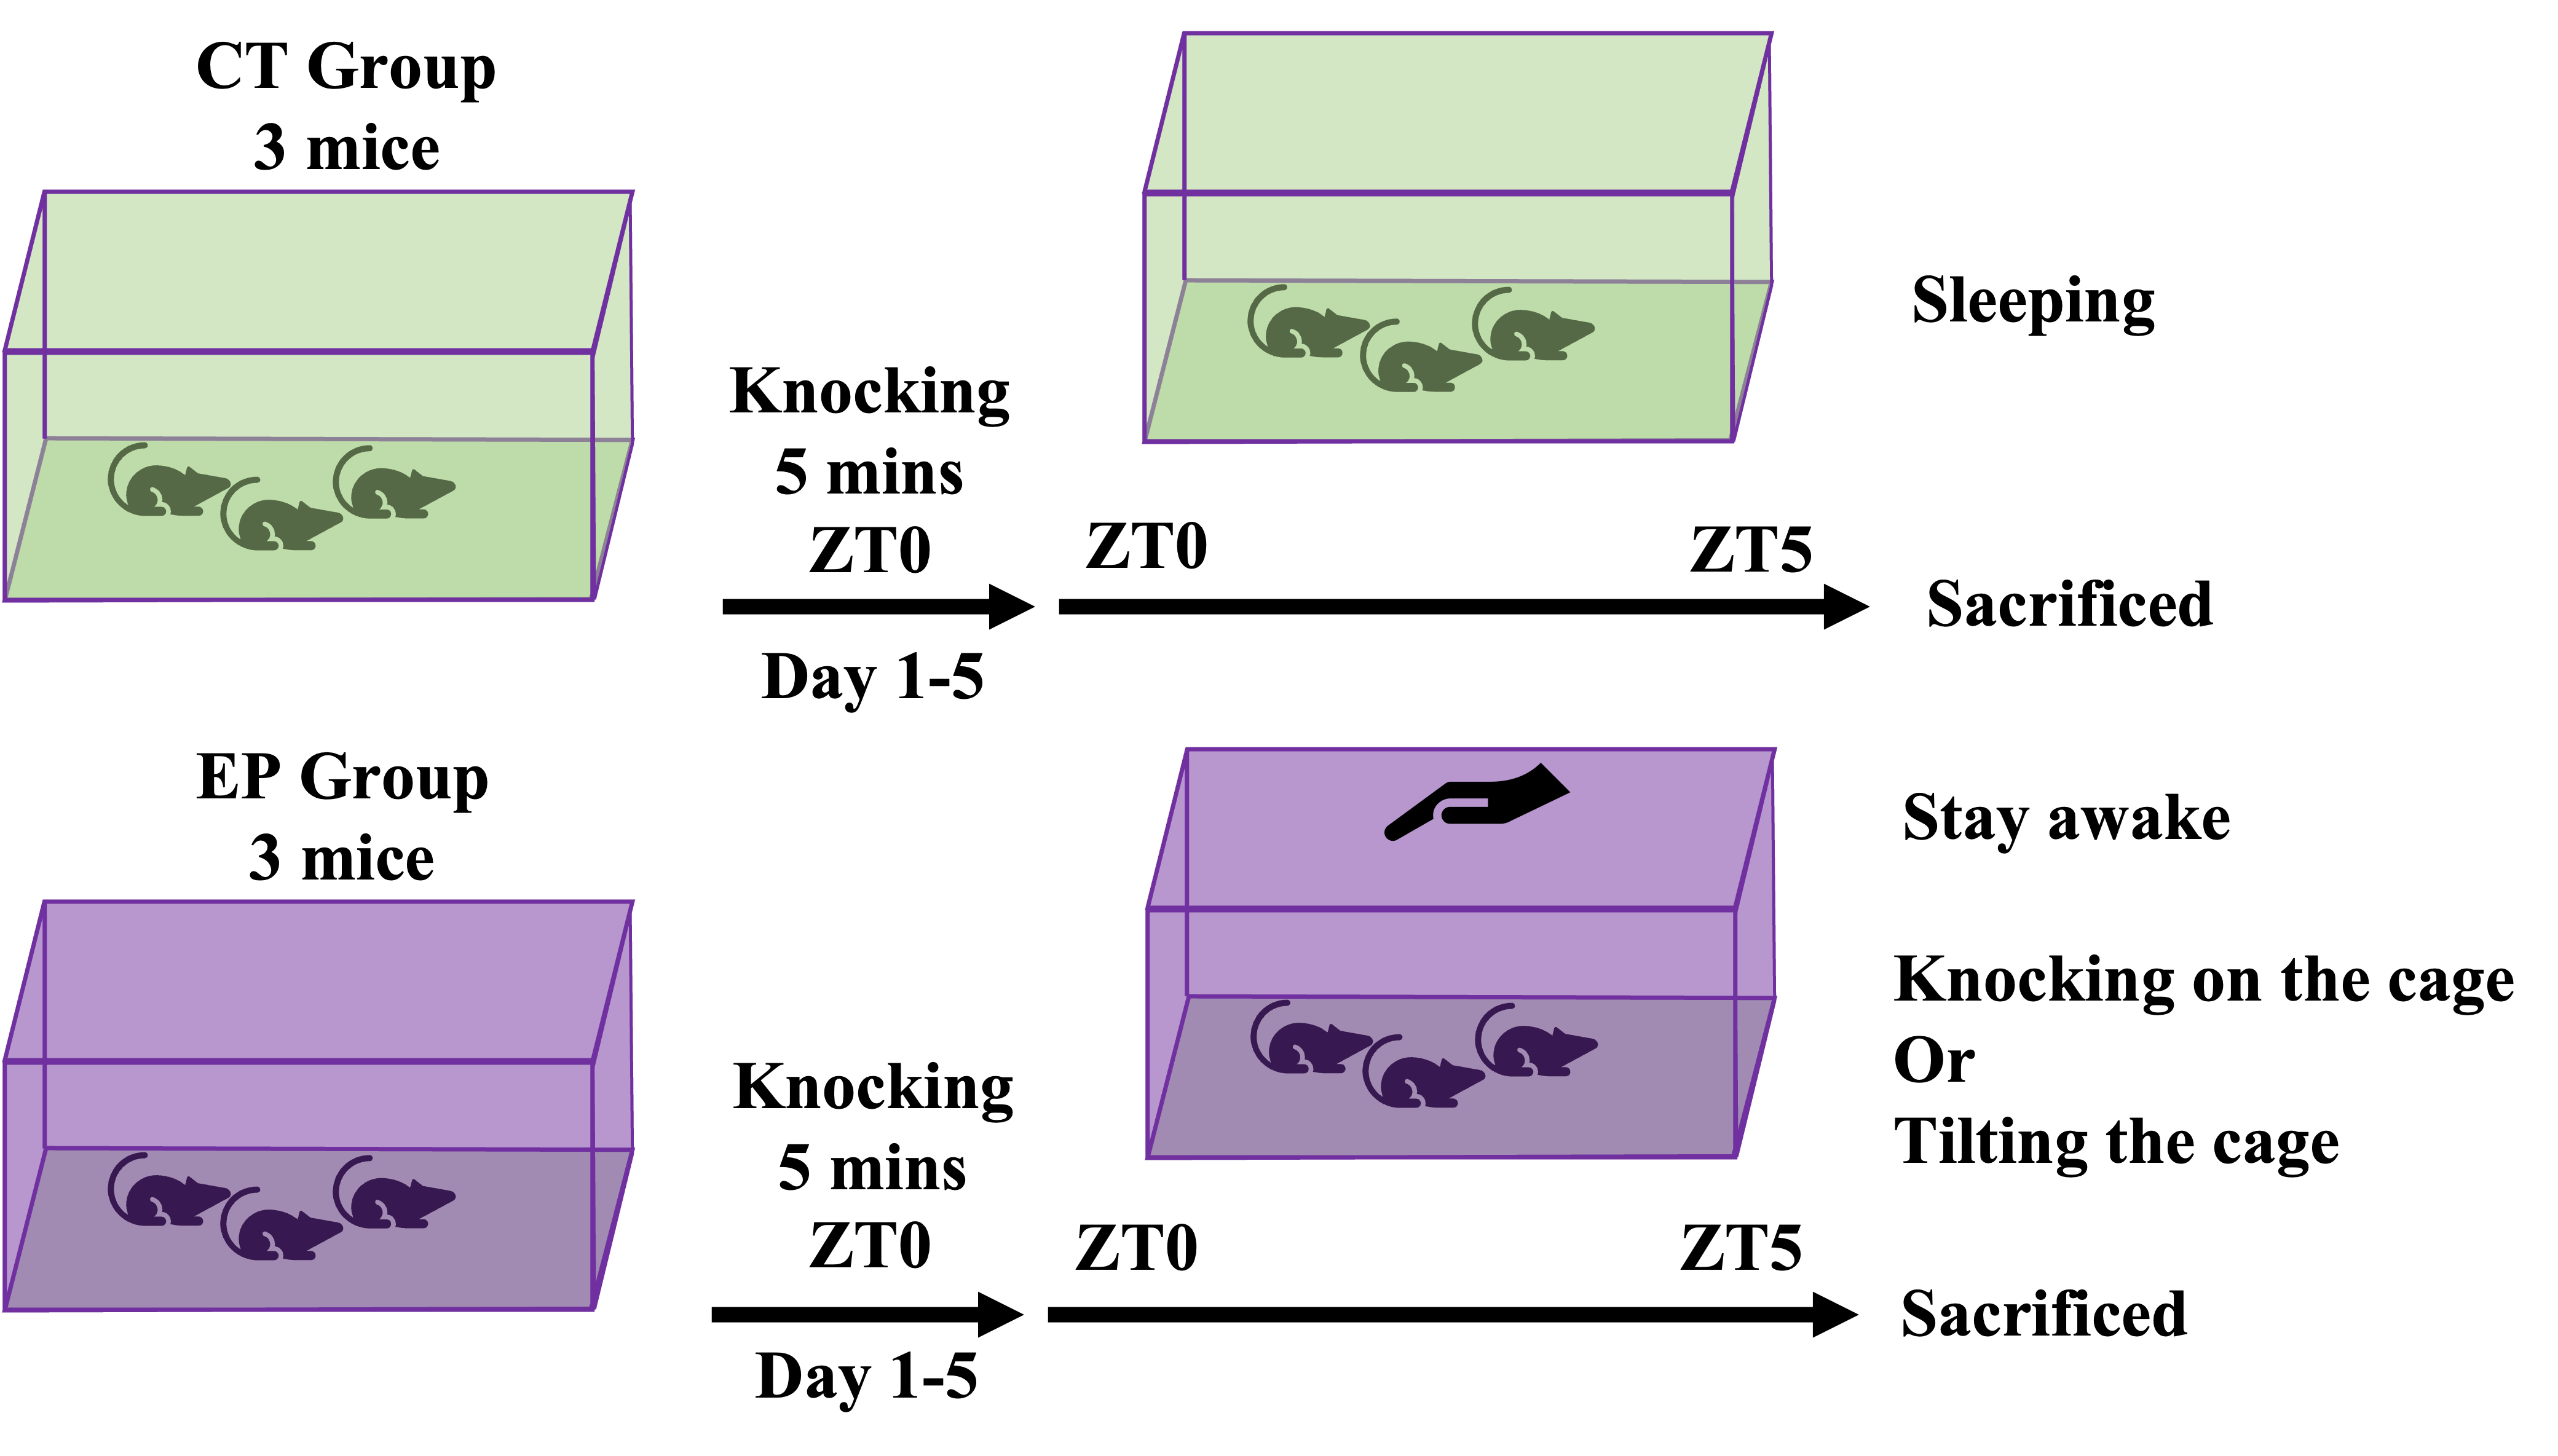 CT Group
3 mice
Knocking
5 mins
ZT0
Day 1-5
ZT0
ZT5
Sleeping
Sacrificed
EP Group
3 mice
Knocking
5 mins
ZT0
Day 1-5
ZT0
ZT5
Stay awake
Knocking on the cage
Or
Tilting the cage
Sacrificed